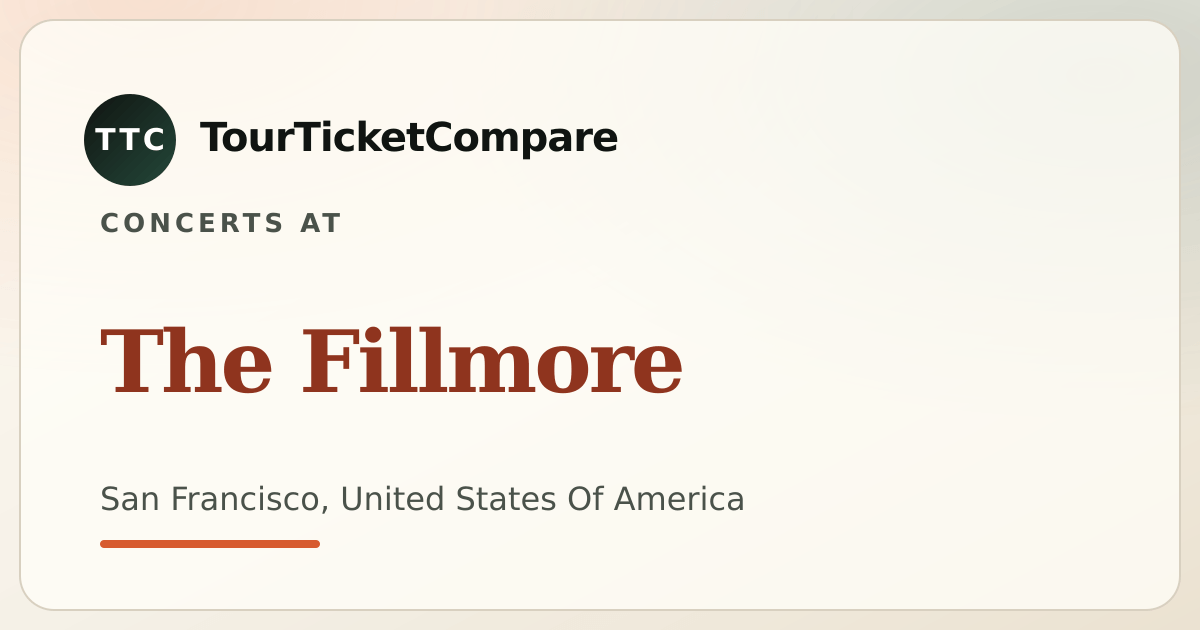 TTC TourTicketCompare
CONCERTS AT
The Fillmore
San Francisco, United States Of America